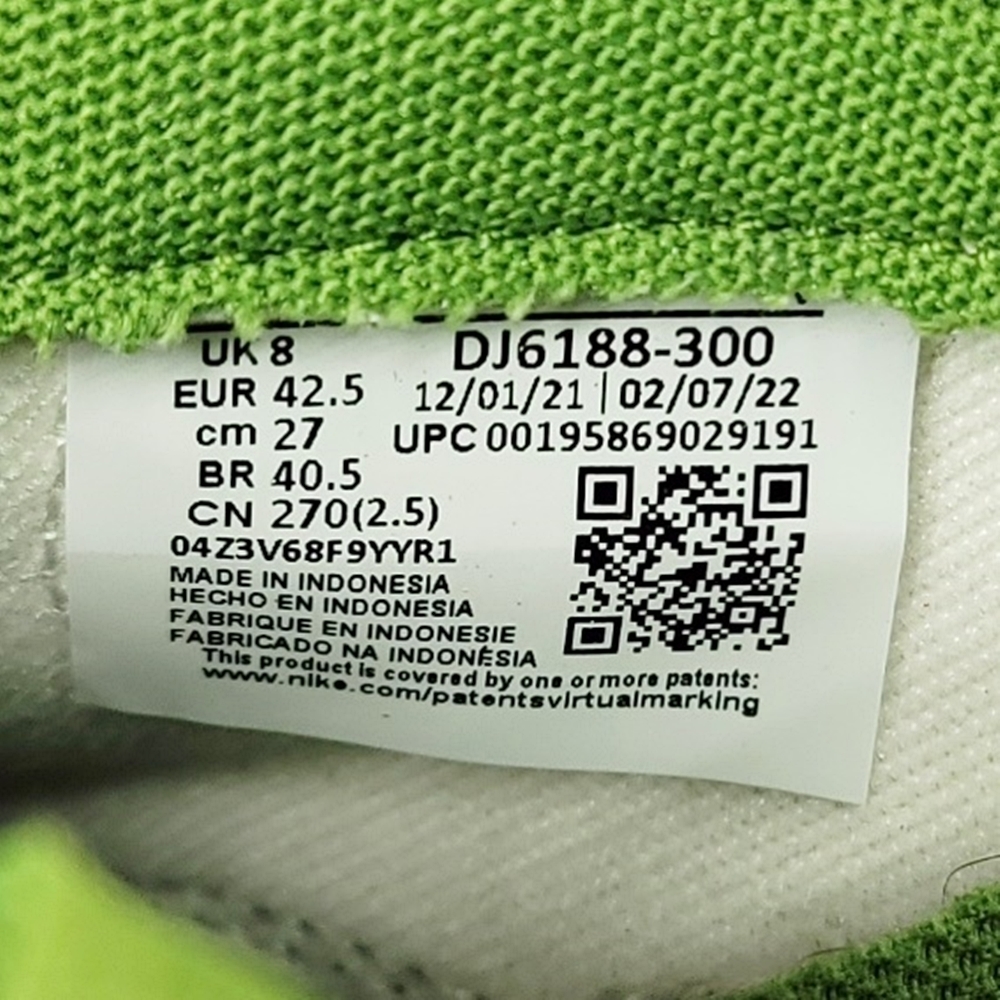 UK 8
EUR 42.5
cm 27
BR 40.5
CN 270(2.5)
04Z3V68F9YYR1
DJ6188-300
12/01/21 | 02/07/22
UPC 00195869029191
MADE IN INDONESIA
HECHO EN INDONESIA
FABRIQUE EN INDONESIE
FABRICADO NA INDONÉSIA
This product is covered by one or more patents:
www.nike.com/patentsvirtualmarking